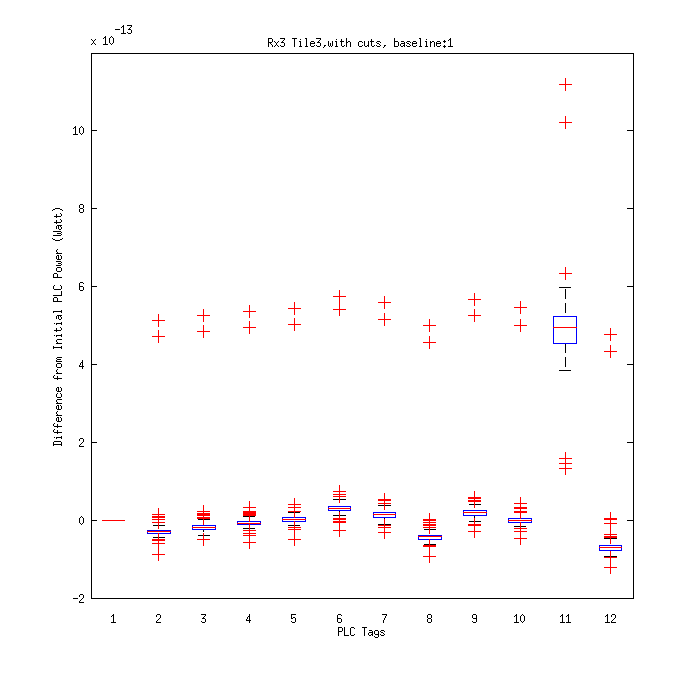 Rx3 Tile3,with cuts, baseline:1
x 10
-13
10
8
6
4
2
0
-2
Difference from Initial PLC Power (Watt)
1 2 3 4 5 6 7 8 9 10 11 12
PLC Tags